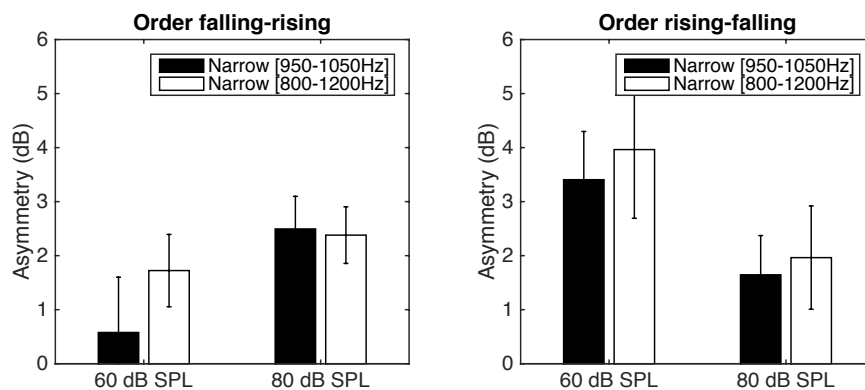 Order falling-rising
6
5
4
3
2
1
0
Asymmetry (dB)
Narrow [950-1050Hz]
Narrow [800-1200Hz]
60 dB SPL 80 dB SPL
Order rising-falling
6
5
4
3
2
1
0
Asymmetry (dB)
Narrow [950-1050Hz]
Narrow [800-1200Hz]
60 dB SPL 80 dB SPL